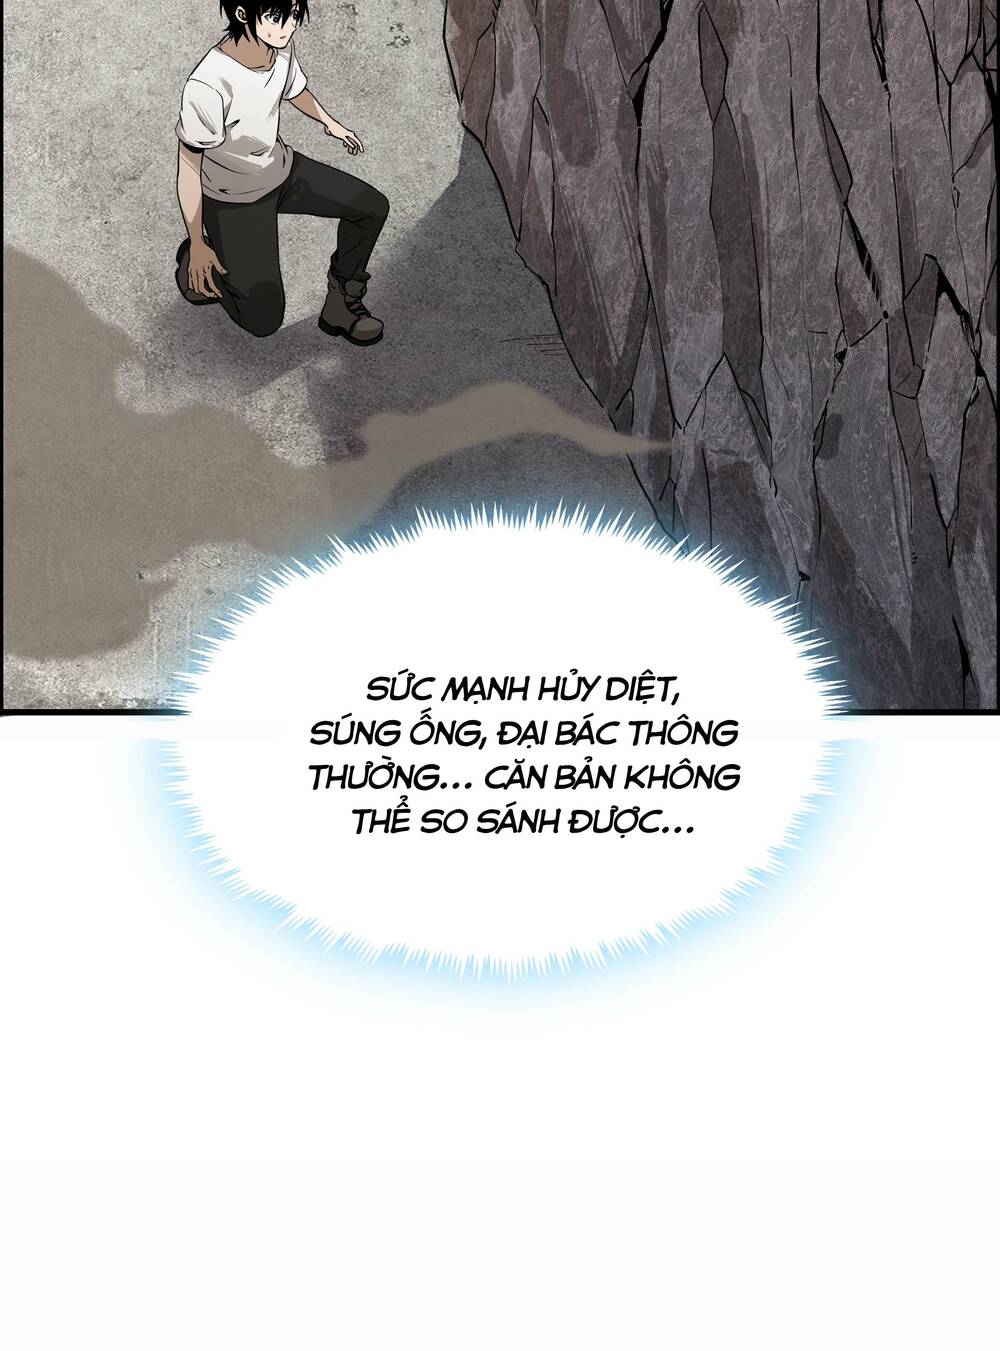 SỨC MẠNH HỦY DIỆT,
SÚNG ỐNG, ĐẠI BÁC THÔNG
THƯỜNG... CĂN BẢN KHÔNG
THỂ SO SÁNH ĐƯỢC...